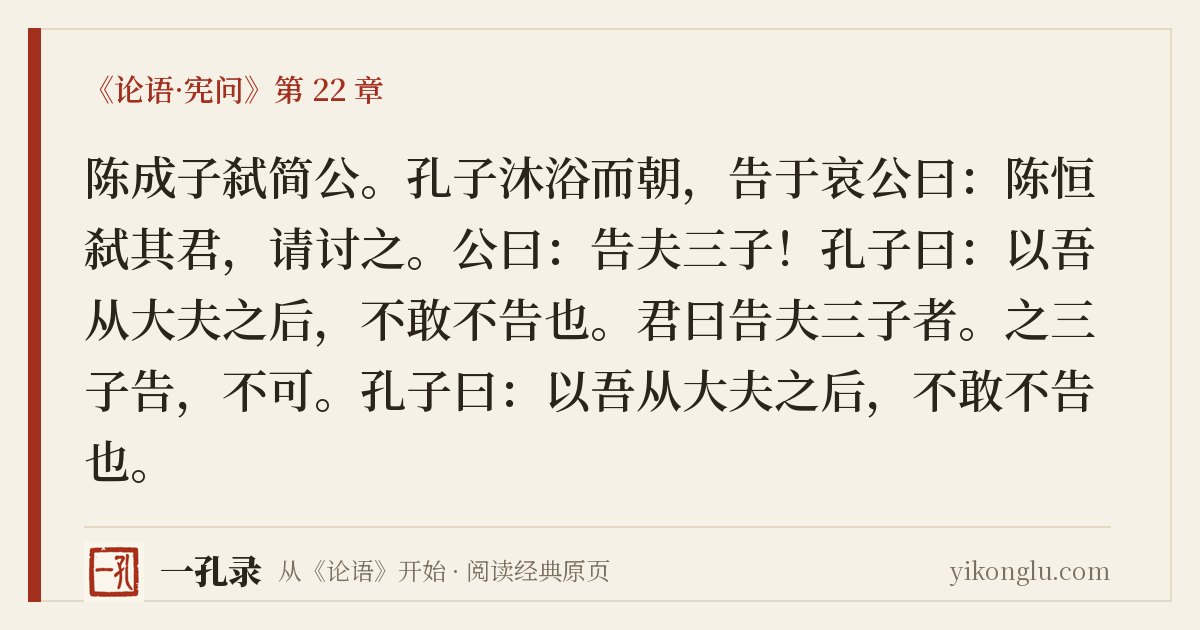 《论语·宪问》第 22 章
陈成子弑简公。孔子沐浴而朝，告于哀公曰：陈恒
弑其君，请讨之。公曰：告夫三子！孔子曰：以吾
从大夫之后，不敢不告也。君曰告夫三子者。之三
子告，不可。孔子曰：以吾从大夫之后，不敢不告
也。
一孔
一孔录 从《论语》开始 · 阅读经典原页 yikonglu.com